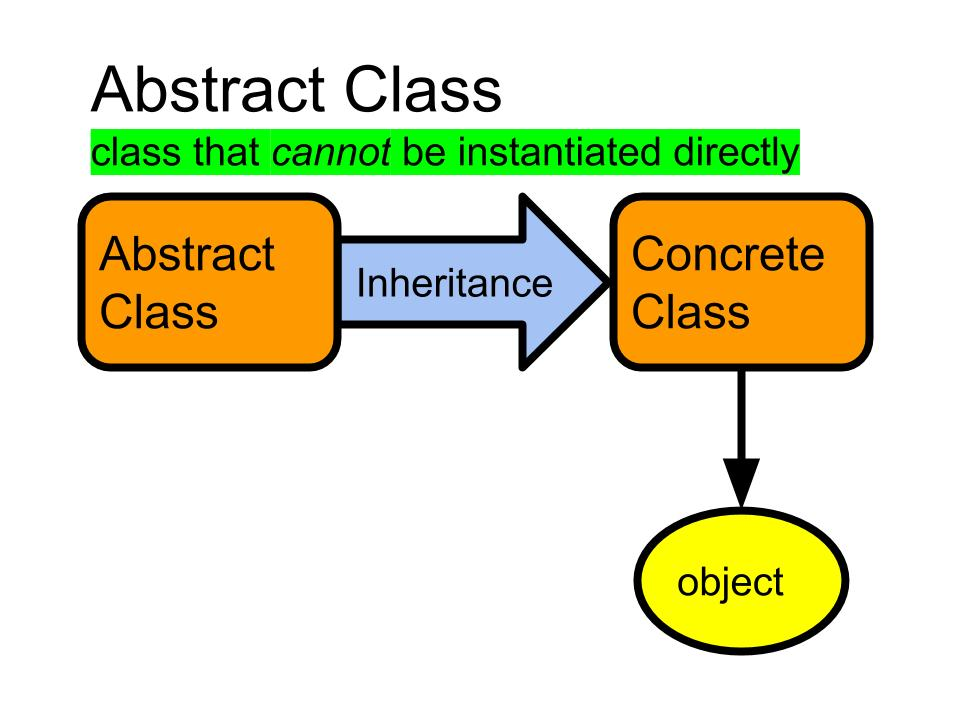 Abstract Class
class that cannot be instantiated directly
Abstract
Class
Inheritance
Concrete
Class
object